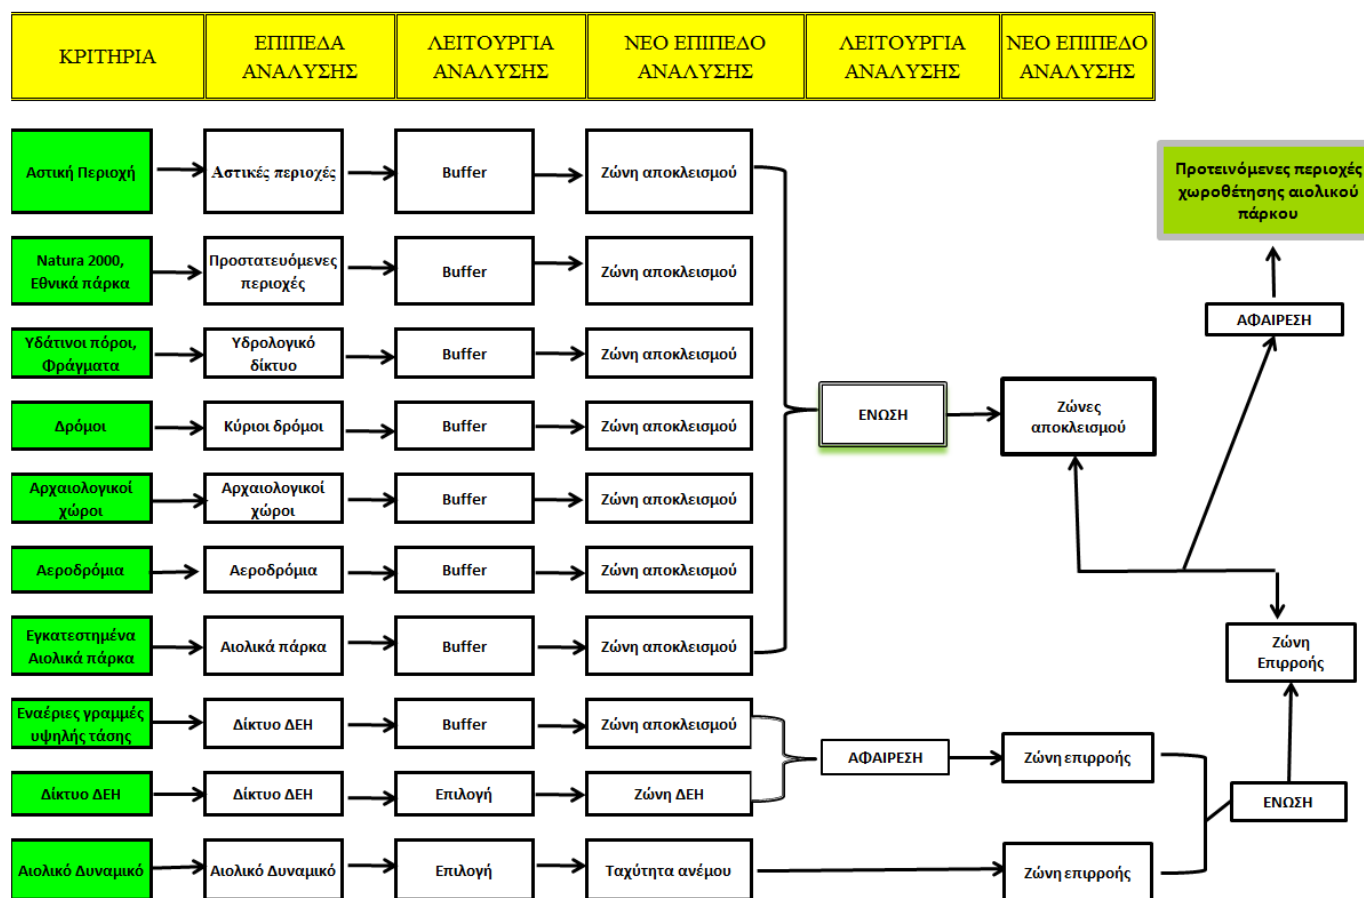 ΚΡΙΤΗΡΙΑ
ΕΠΙΠΕΔΑ
ΑΝΑΛΥΣΗΣ
ΛΕΙΤΟΥΡΓΙΑ
ΑΝΑΛΥΣΗΣ
ΝΕΟ ΕΠΙΠΕΔΟ
ΑΝΑΛΥΣΗΣ
ΛΕΙΤΟΥΡΓΙΑ
ΑΝΑΛΥΣΗΣ
ΝΕΟ ΕΠΙΠΕΔΟ
ΑΝΑΛΥΣΗΣ
Αστική Περιοχή
Αστικές περιοχές
Buffer
Ζώνη αποκλεισμού
Προτεινόμενες περιοχές
χωροθέτησης αιολικού
πάρκου
Natura 2000,
Εθνικά πάρκα
Προστατευόμενες
περιοχές
Buffer
Ζώνη αποκλεισμού
ΑΦΑΙΡΕΣΗ
Υδάτινοι πόροι,
Φράγματα
Υδρολογικό
δίκτυο
Buffer
Ζώνη αποκλεισμού
Δρόμοι
Κύριοι δρόμοι
Buffer
Ζώνη αποκλεισμού
ΕΝΩΣΗ
Ζώνες
αποκλεισμού
Αρχαιολογικοί
χώροι
Αρχαιολογικοί
χώροι
Buffer
Ζώνη αποκλεισμού
Αεροδρόμια
Αεροδρόμια
Buffer
Ζώνη αποκλεισμού
Εγκατεστημένα
Αιολικά πάρκα
Αιολικά πάρκα
Buffer
Ζώνη αποκλεισμού
Ζώνη
Επιρροής
Εναέριες γραμμές
υψηλής τάσης
Δίκτυο ΔΕΗ
Buffer
Ζώνη αποκλεισμού
ΑΦΑΙΡΕΣΗ
Ζώνη επιρροής
Δίκτυο ΔΕΗ
Δίκτυο ΔΕΗ
Επιλογή
Ζώνη ΔΕΗ
ΕΝΩΣΗ
Αιολικό Δυναμικό
Αιολικό Δυναμικό
Επιλογή
Ταχύτητα ανέμου
Ζώνη επιρροής